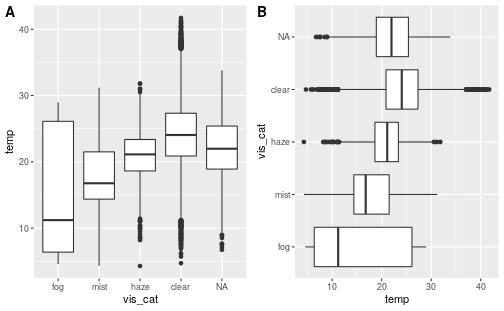 A
temp
40
30
20
10
fog mist haze clear NA
vis_cat
B
vis_cat
NA
clear
haze
mist
fog
10 20 30 40
temp